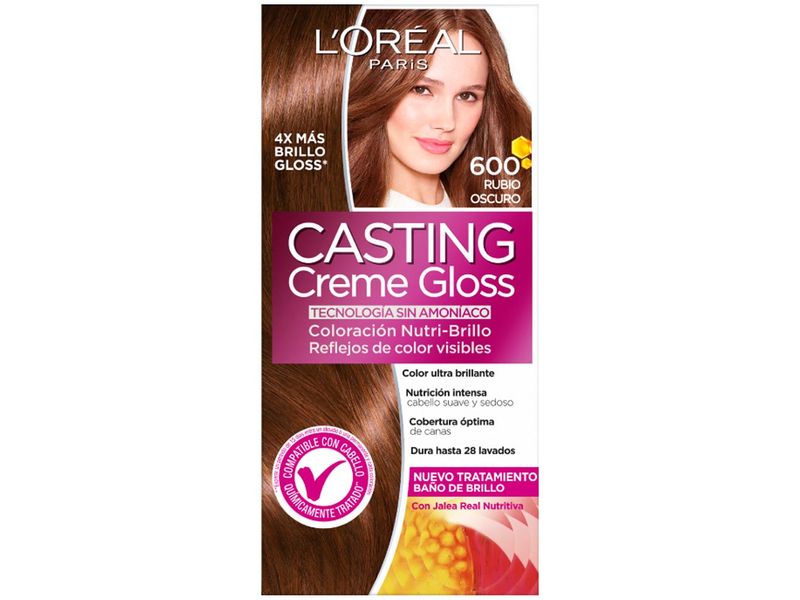 L'ORÉAL
PARIS
4X MÁS
BRILLO
GLOSS*
600
RUBIO
OSCURO
CASTING
Creme Gloss
TECNOLOGÍA SIN AMONÍACO
Coloración Nutri-Brillo
Reflejos de color visibles
Color ultra brillante
Nutrición intensa
cabello suave y sedoso
Cobertura óptima
de canas
Dura hasta 28 lavados
COMPATIBLE CON CABELLO
QUÍMICAMENTE TRATADO**
NUEVO TRATAMIENTO
BAÑO DE BRILLO
Con Jalea Real Nutritiva